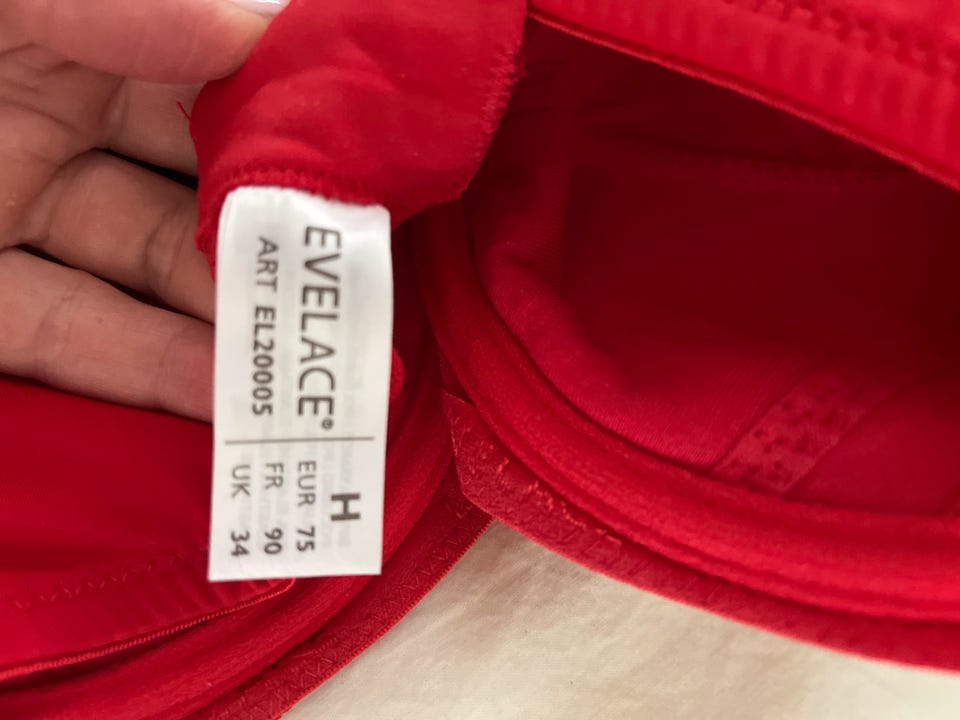 EVELACE®
ART EL20005
H
EUR 75
FR 90
UK 34